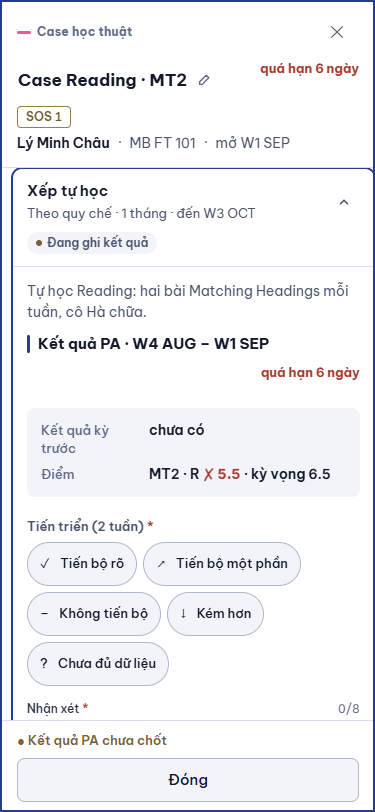 Case học thuật
quá hạn 6 ngày
Case Reading · MT2
SOS 1
Lý Minh Châu · MB FT 101 · mở W1 SEP
Xếp tự học
Theo quy chế · 1 tháng · đến W3 OCT
Đang ghi kết quả
Tự học Reading: hai bài Matching Headings mỗi
tuần, cô Hà chữa.
Kết quả PA · W4 AUG – W1 SEP
quá hạn 6 ngày
Kết quả kỳ trước chưa có
Điểm MT2 · R ✗ 5.5 · kỳ vọng 6.5
Tiến triển (2 tuần) *
✓ Tiến bộ rõ ↗ Tiến bộ một phần
– Không tiến bộ ↓ Kém hơn
? Chưa đủ dữ liệu
Nhận xét * 0/8
Kết quả PA chưa chốt
Đóng